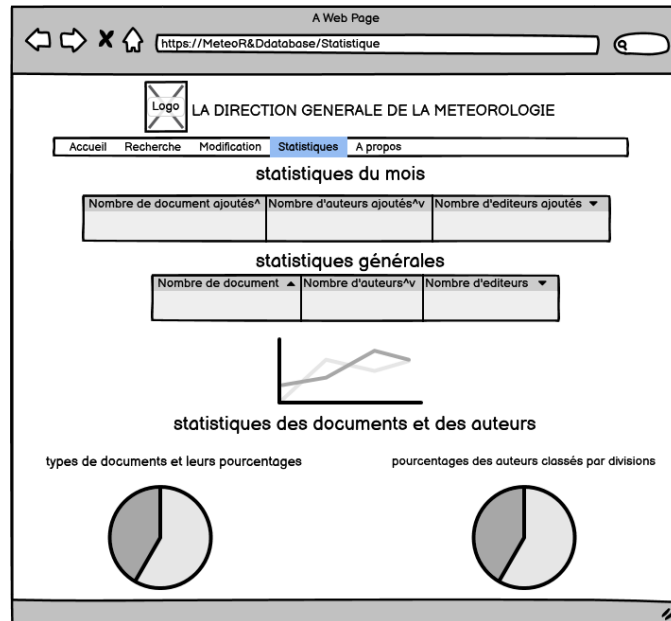 A Web Page
https://MeteoR&Ddatabase/Statistique
Logo
LA DIRECTION GENERALE DE LA METEOROLOGIE
Accueil Recherche Modification Statistiques A propos
statistiques du mois
Nombre de document ajoutés^ Nombre d'auteurs ajoutés^v Nombre d'editeurs ajoutés
statistiques générales
Nombre de document Nombre d'auteurs^v Nombre d'editeurs
statistiques des documents et des auteurs
types de documents et leurs pourcentages pourcentages des auteurs classés par divisions